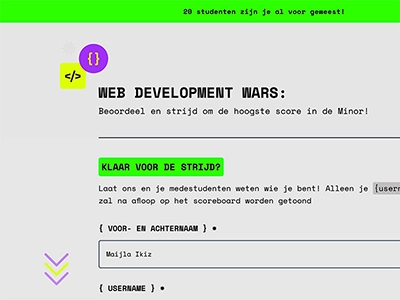 20 studenten zijn je al voor geweest!
{}
</>
WEB DEVELOPMENT WARS:
Beoordeel en strijd om de hoogste score in de Minor!
KLAAR VOOR DE STRIJD?
Laat ons en je medestudenten weten wie je bent! Alleen je {usern
zal na afloop op het scoreboard worden getoond
{ VOOR- EN ACHTERNAAM } •
Maijla Ikiz
{ USERNAME } •